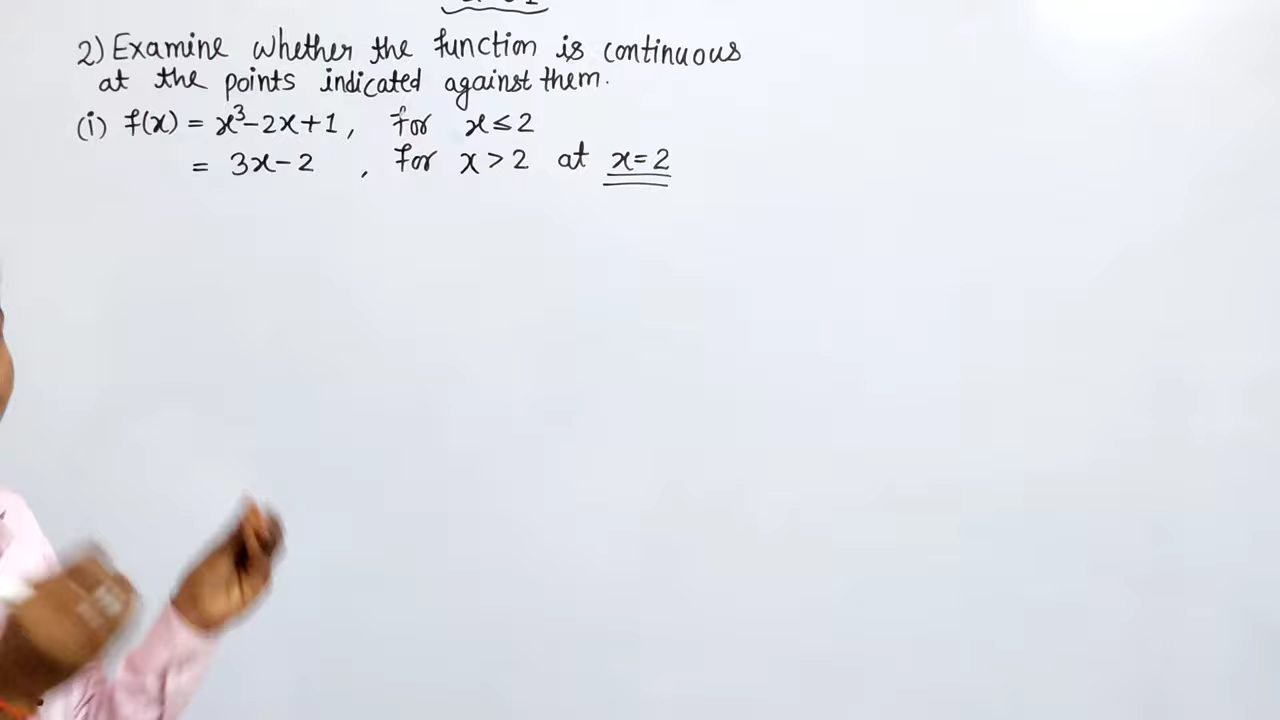 2) Examine whether the function is continuous
at the points indicated against them.
(i) f(x) = x³-2x+1, for x≤2
= 3x-2 , for x>2 at x=2